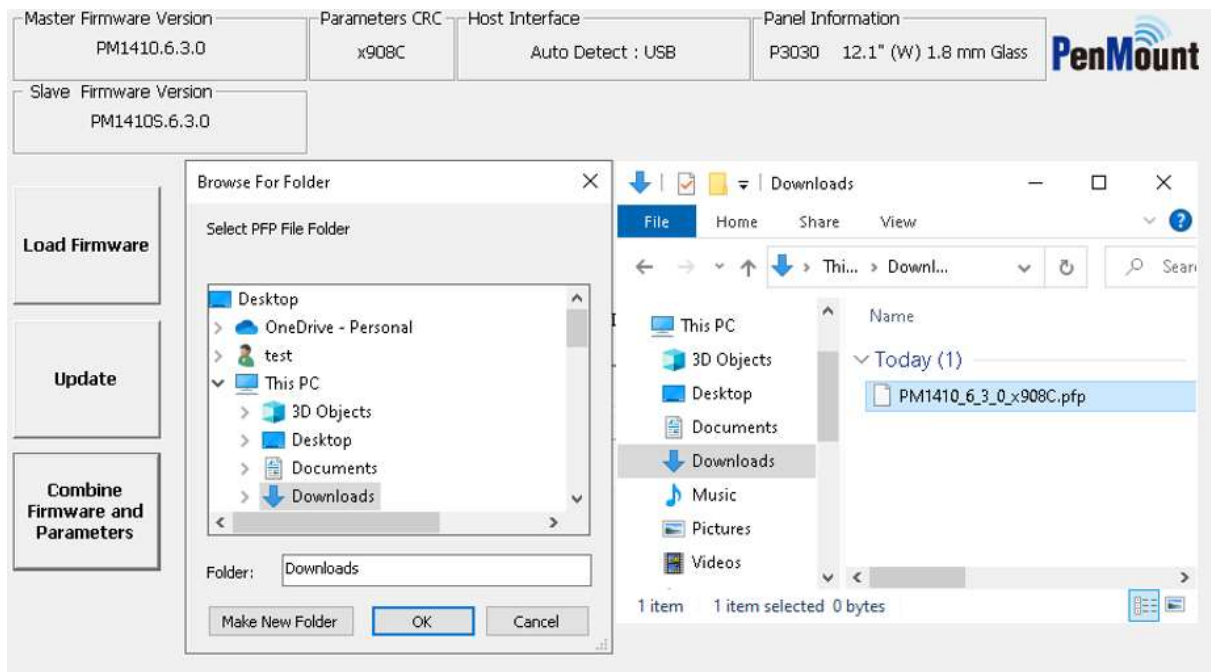 Master Firmware Version
PM1410.6.3.0
Parameters CRC
x908C
Host Interface
Auto Detect : USB
Panel Information
P3030 12.1" (W) 1.8 mm Glass
PenMount
Slave Firmware Version
PM1410S.6.3.0
Load Firmware
Update
Combine
Firmware and
Parameters
Browse For Folder
Select PFP File Folder
Desktop
OneDrive - Personal
test
This PC
3D Objects
Desktop
Documents
Downloads
Folder: Downloads
Make New Folder OK Cancel
Downloads
File Home Share View
Thi... > Downl...
Sear
This PC
3D Objects
Desktop
Documents
Downloads
Music
Pictures
Videos
Name
Today (1)
PM1410_6_3_0_x908C.pfp
1 item 1 item selected 0 bytes